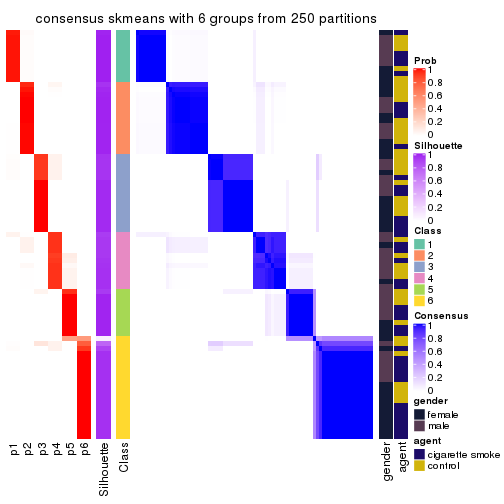 consensus skmeans with 6 groups from 250 partitions
Prob
1
0.8
0.6
0.4
0.2
0
Silhouette
1
0.8
0.6
0.4
0.2
0
Class
1
2
3
4
5
6
Consensus
1
0.8
0.6
0.4
0.2
0
gender
female
male
agent
cigarette smoke
control
p1
p2
p3
p4
p5
p6
Silhouette
Class
gender
agent